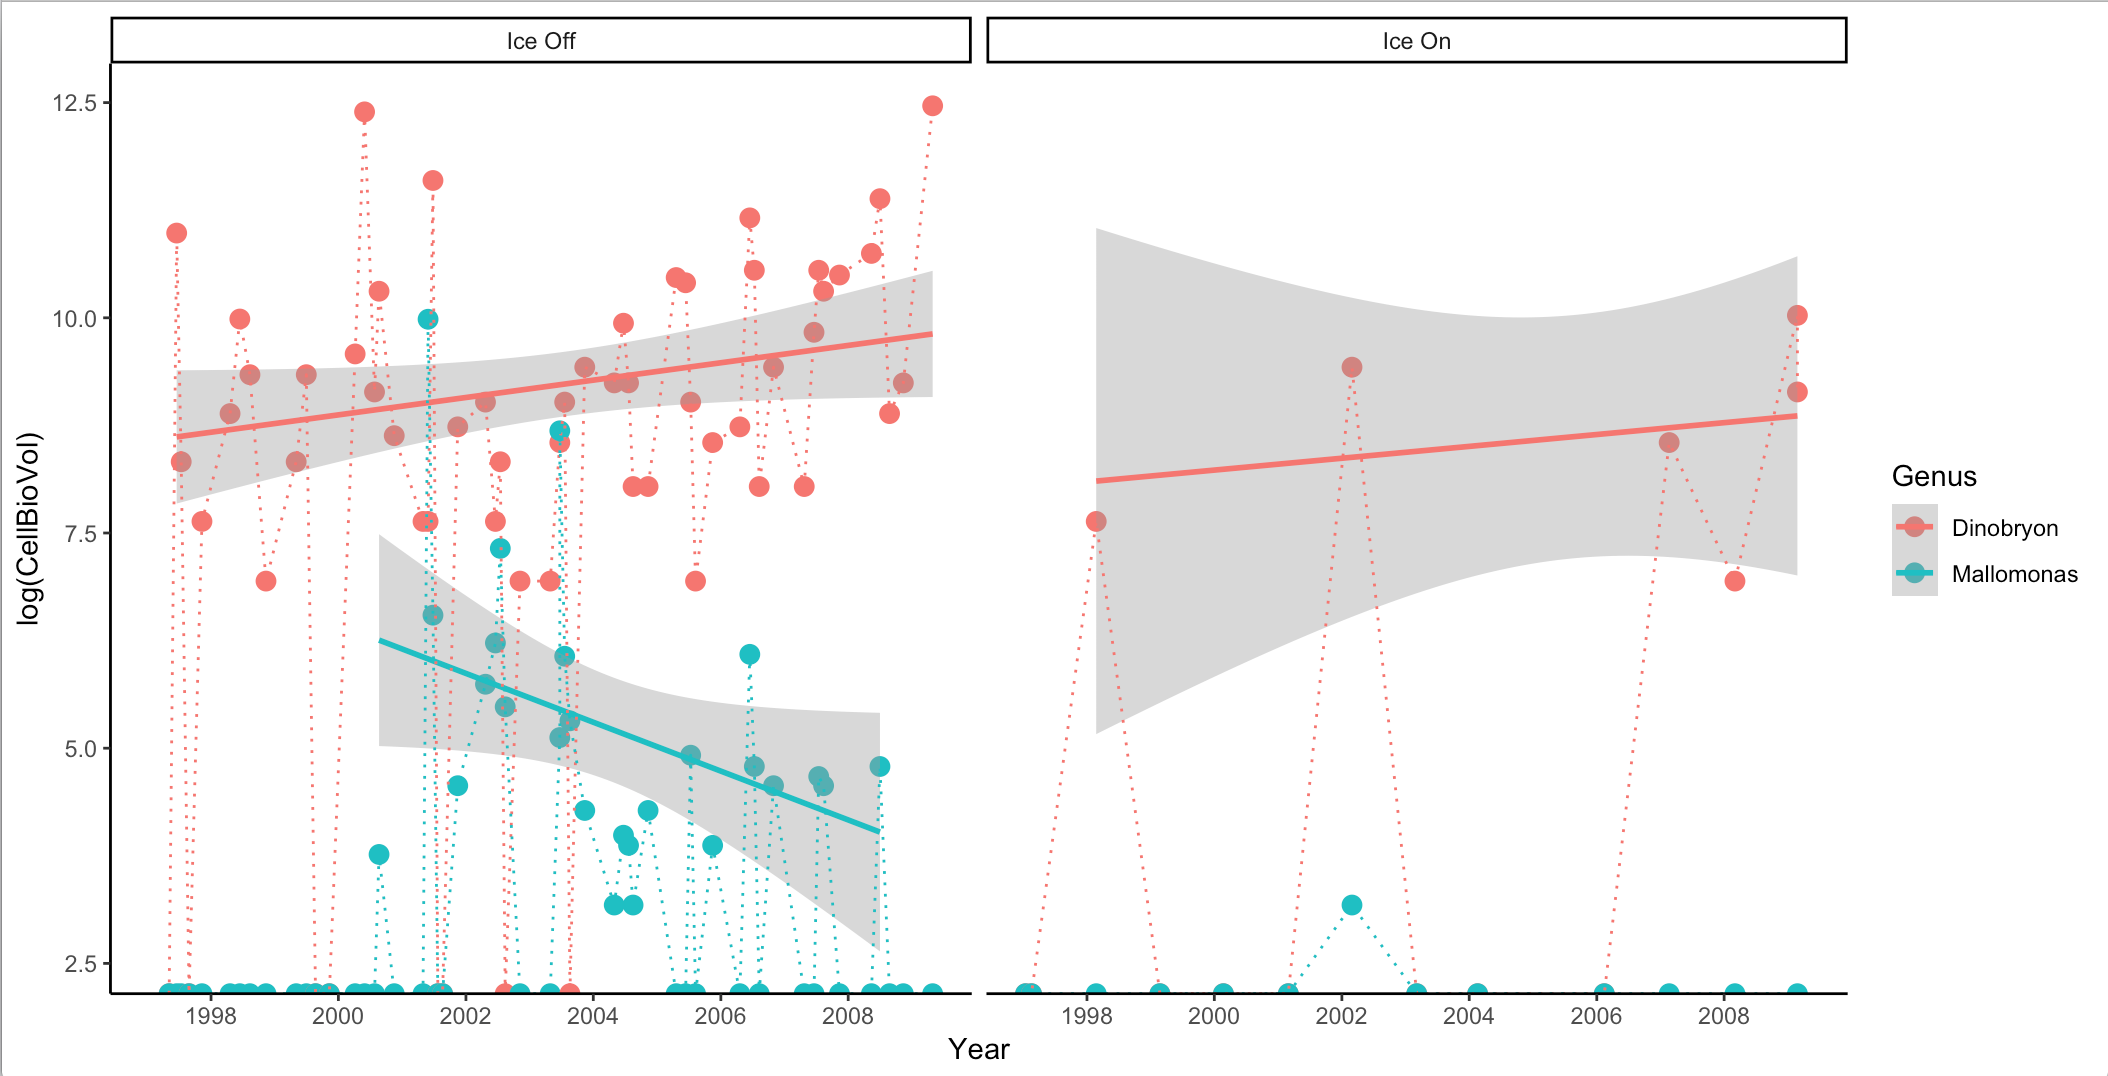 Ice Off
Ice On
12.5
10.0
7.5
5.0
2.5
log(CellBioVol)
1998 2000 2002 2004 2006 2008
1998 2000 2002 2004 2006 2008
Year
Genus
Dinobryon
Mallomonas